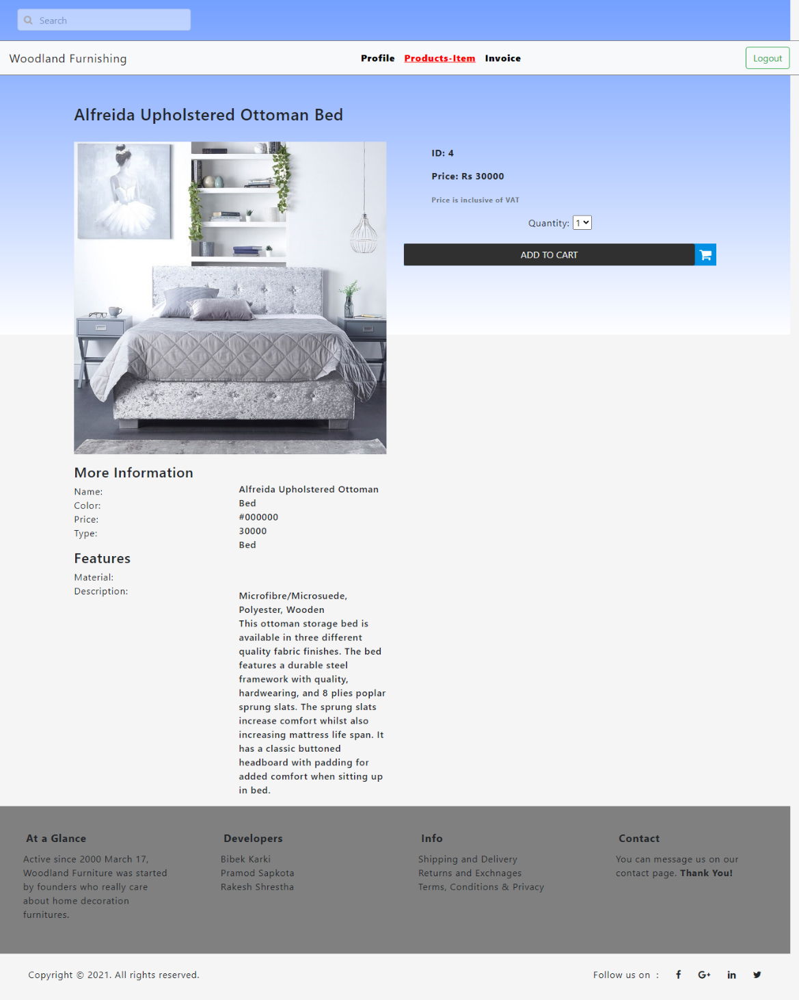 Search
Woodland Furnishing
Profile Products-Item Invoice
Logout
Alfreida Upholstered Ottoman Bed
ID: 4
Price: Rs 30000
Price is inclusive of VAT
Quantity: 1
ADD TO CART
More Information
Name:
Color:
Price:
Type:
Alfreida Upholstered Ottoman
Bed
#000000
30000
Bed
Features
Material:
Description:
Microfibre/Microsuede,
Polyester, Wooden
This ottoman storage bed is
available in three different
quality fabric finishes. The bed
features a durable steel
framework with quality,
hardwearing, and 8 plies poplar
sprung slats. The sprung slats
increase comfort whilst also
increasing mattress life span. It
has a classic buttoned
headboard with padding for
added comfort when sitting up
in bed.
At a Glance
Active since 2000 March 17,
Woodland Furniture was started
by founders who really care
about home decoration
furnitures.
Developers
Bibek Karki
Pramod Sapkota
Rakesh Shrestha
Info
Shipping and Delivery
Returns and Exchnages
Terms, Conditions & Privacy
Contact
You can message us on our
contact page. Thank You!
Copyright © 2021. All rights reserved.
Follow us on :